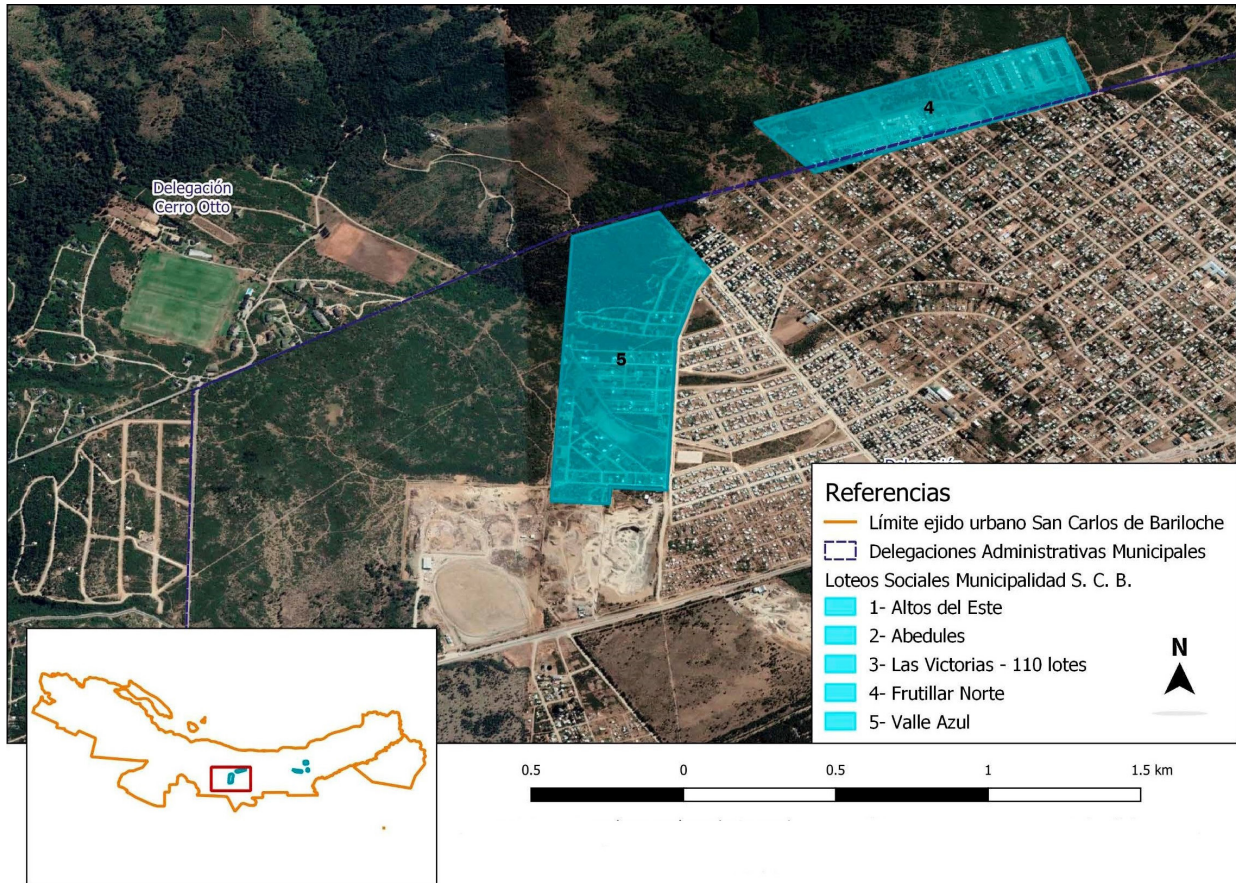 4
Delegación
Cerro Otto
5
Delegación
Referencias
Límite ejido urbano San Carlos de Bariloche
Delegaciones Administrativas Municipales
Loteos Sociales Municipalidad S. C. B.
1- Altos del Este
2- Abedules
3- Las Victorias - 110 lotes
4- Frutillar Norte
5- Valle Azul
N
0.5 0 0.5 1 1.5 km